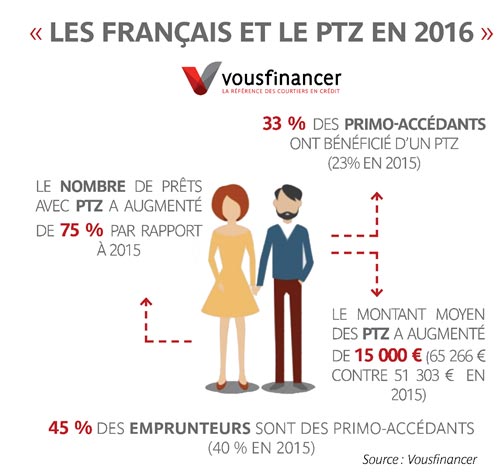 « LES FRANÇAIS ET LE PTZ EN 2016 »
vousfinancer
LA RÉFÉRENCE DES COURTIERS EN CRÉDIT
33 % DES PRIMO-ACCÉDANTS
ONT BÉNÉFICIÉ D'UN PTZ
(23% EN 2015)
LE NOMBRE DE PRÊTS
AVEC PTZ A AUGMENTÉ
DE 75 % PAR RAPPORT
À 2015
LE MONTANT MOYEN
DES PTZ A AUGMENTÉ
DE 15 000 € (65 266 €
CONTRE 51 303 € EN
2015)
45 % DES EMPRUNTEURS SONT DES PRIMO-ACCÉDANTS
(40 % EN 2015)
Source : Vousfinancer